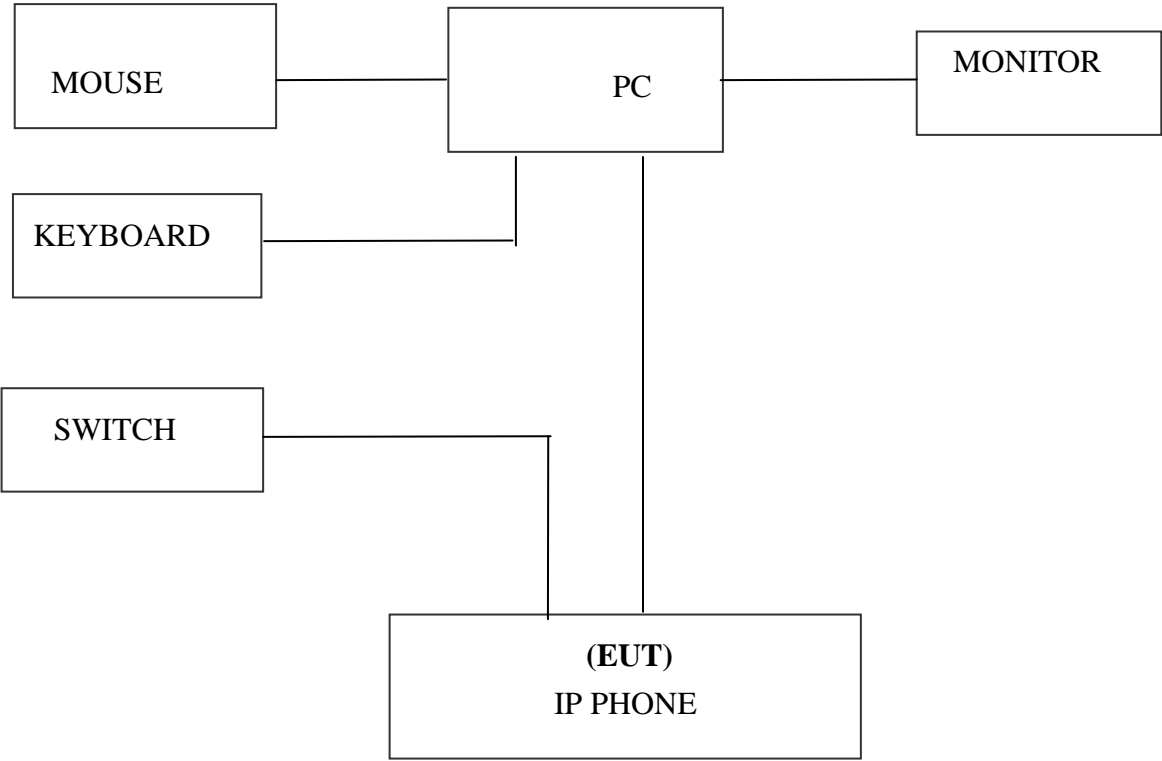 MOUSE
PC
MONITOR
KEYBOARD
SWITCH
(EUT)
IP PHONE